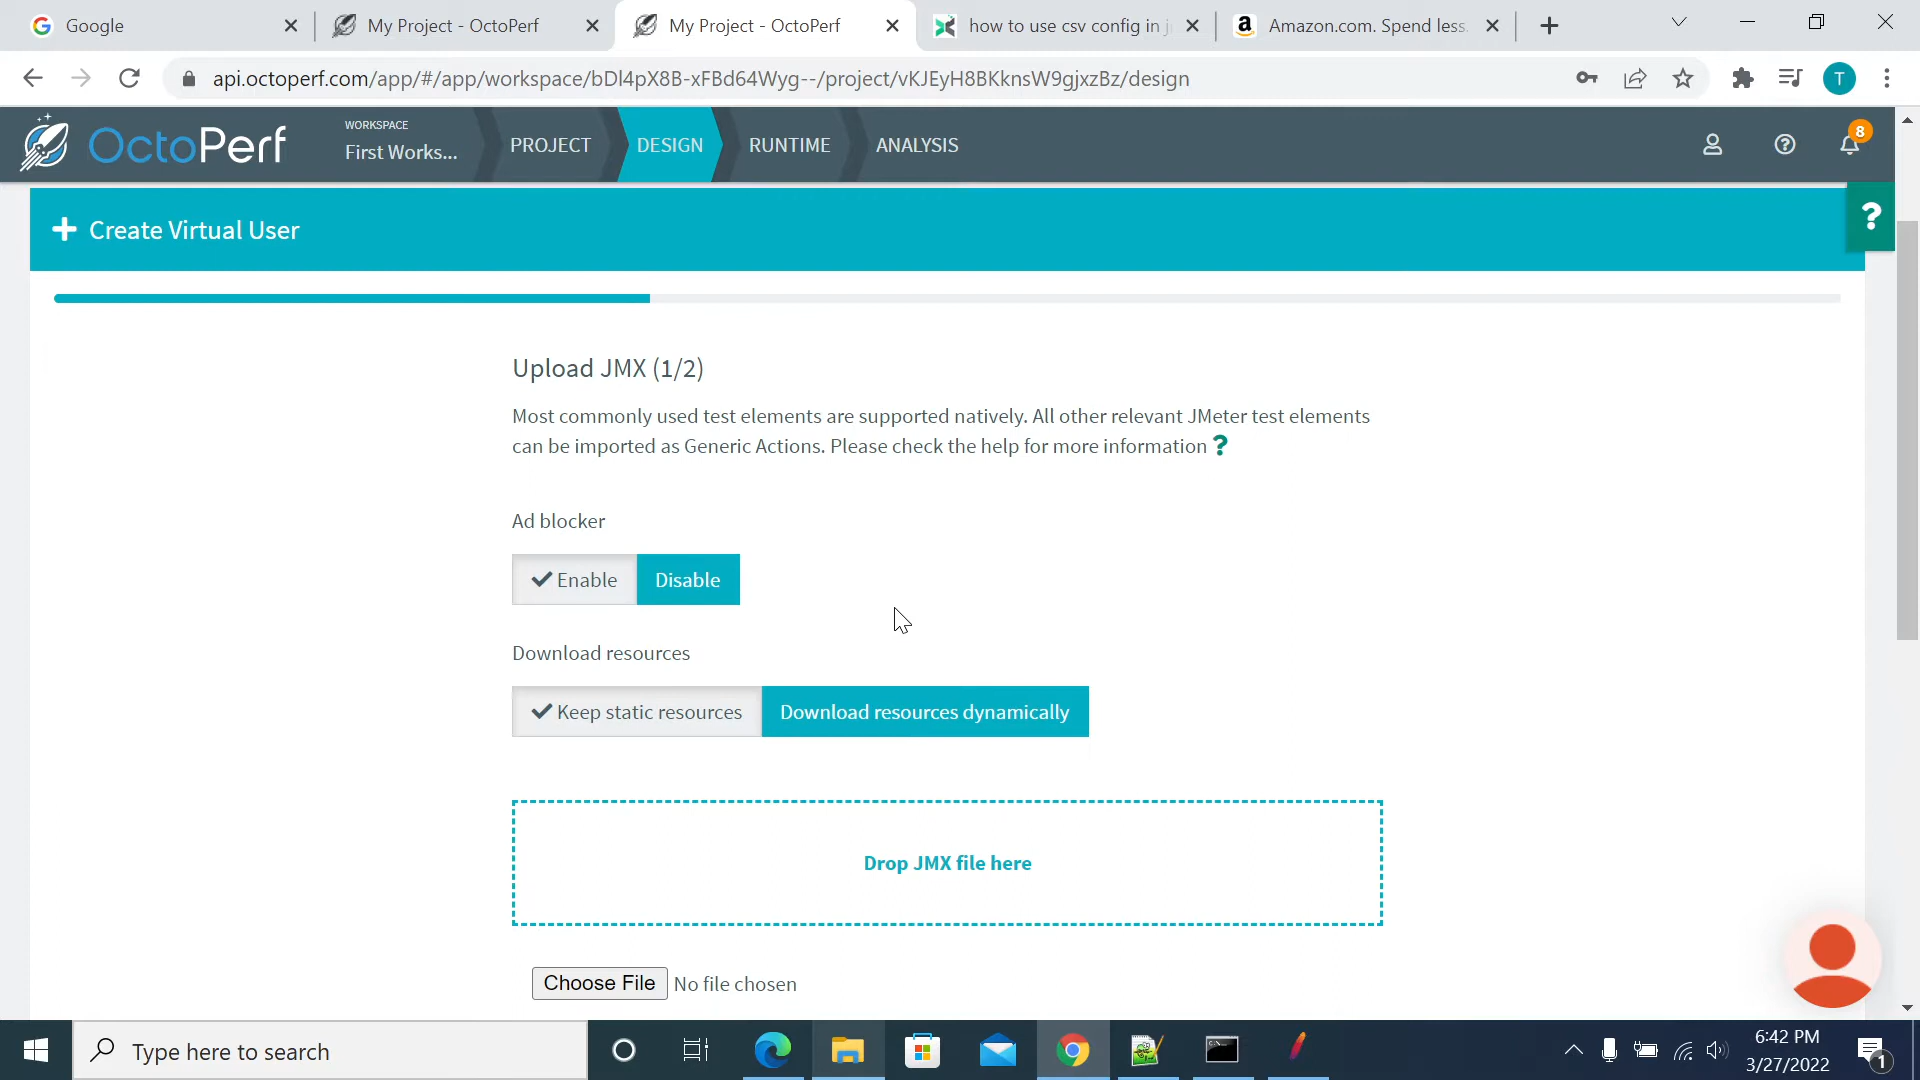 Google
My Project - OctoPerf
My Project - OctoPerf
how to use csv config in j
Amazon.com. Spend less.
api.octoperf.com/app/#/app/workspace/bDl4pX8B-xFBd64Wyg--/project/vKJEyH8BKknsW9gjxzBz/design
T
OctoPerf
WORKSPACE
First Works...
PROJECT
DESIGN
RUNTIME
ANALYSIS
?
8
?
+ Create Virtual User
Upload JMX (1/2)
Most commonly used test elements are supported natively. All other relevant JMeter test elements
can be imported as Generic Actions. Please check the help for more information ?
Ad blocker
Enable
Disable
Download resources
Keep static resources
Download resources dynamically
Drop JMX file here
Choose File No file chosen
Type here to search
6:42 PM
3/27/2022
1